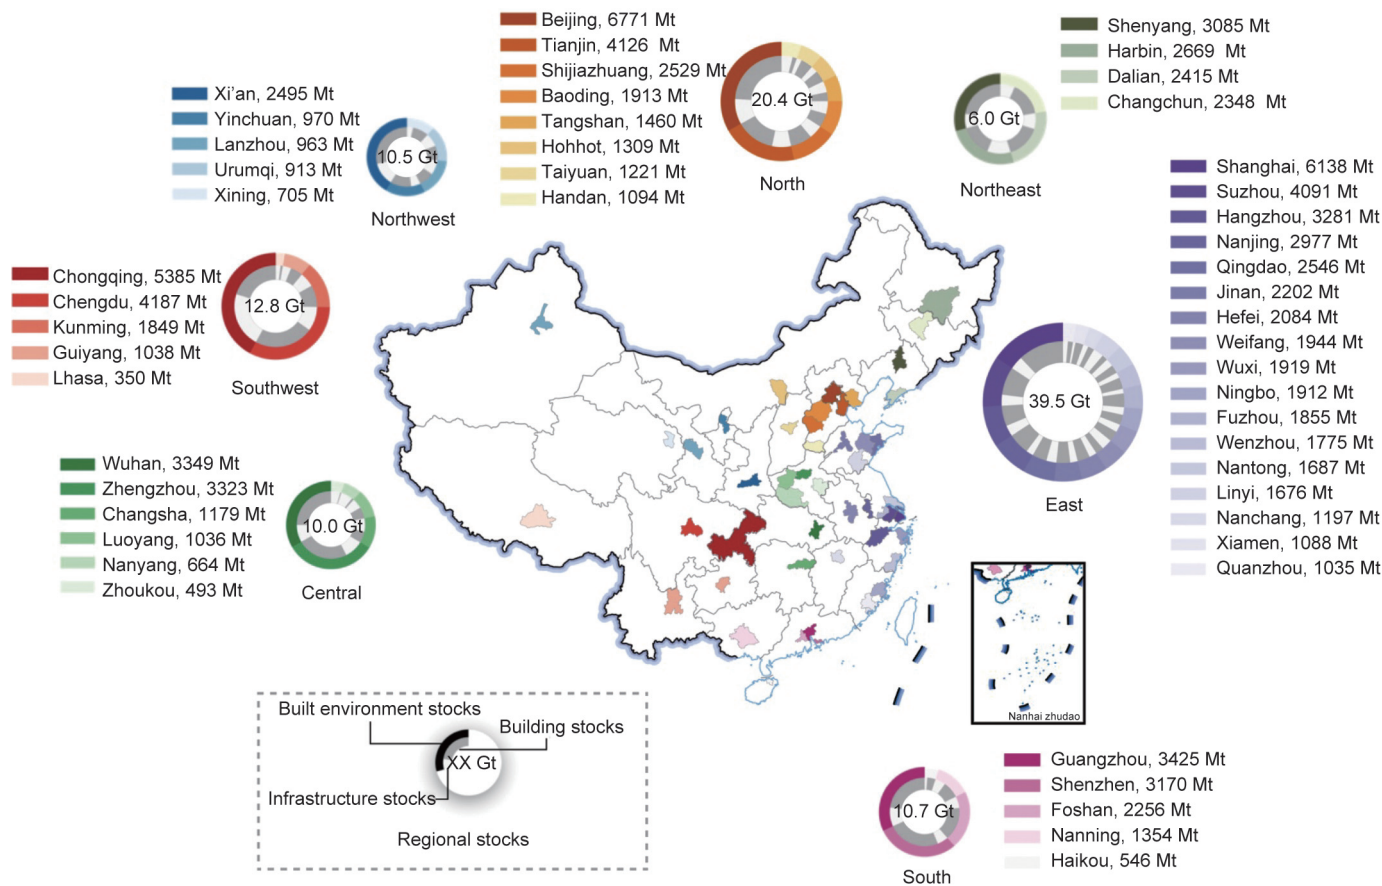 Beijing, 6771 Mt
Tianjin, 4126 Mt
Shijiazhuang, 2529 Mt
Baoding, 1913 Mt
Tangshan, 1460 Mt
Hohhot, 1309 Mt
Taiyuan, 1221 Mt
Handan, 1094 Mt
20.4 Gt
North
Shenyang, 3085 Mt
Harbin, 2669 Mt
Dalian, 2415 Mt
Changchun, 2348 Mt
6.0 Gt
Northeast
Xi'an, 2495 Mt
Yinchuan, 970 Mt
Lanzhou, 963 Mt
Urumqi, 913 Mt
Xining, 705 Mt
10.5 Gt
Northwest
Shanghai, 6138 Mt
Suzhou, 4091 Mt
Hangzhou, 3281 Mt
Nanjing, 2977 Mt
Qingdao, 2546 Mt
Jinan, 2202 Mt
Hefei, 2084 Mt
Weifang, 1944 Mt
Wuxi, 1919 Mt
Ningbo, 1912 Mt
Fuzhou, 1855 Mt
Wenzhou, 1775 Mt
Nantong, 1687 Mt
Linyi, 1676 Mt
Nanchang, 1197 Mt
Xiamen, 1088 Mt
Quanzhou, 1035 Mt
39.5 Gt
East
Chongqing, 5385 Mt
Chengdu, 4187 Mt
Kunming, 1849 Mt
Guiyang, 1038 Mt
Lhasa, 350 Mt
12.8 Gt
Southwest
Wuhan, 3349 Mt
Zhengzhou, 3323 Mt
Changsha, 1179 Mt
Luoyang, 1036 Mt
Nanyang, 664 Mt
Zhoukou, 493 Mt
10.0 Gt
Central
Nanhai zhudao
Built environment stocks
Building stocks
XX Gt
Infrastructure stocks
Regional stocks
Guangzhou, 3425 Mt
Shenzhen, 3170 Mt
Foshan, 2256 Mt
Nanning, 1354 Mt
Haikou, 546 Mt
10.7 Gt
South